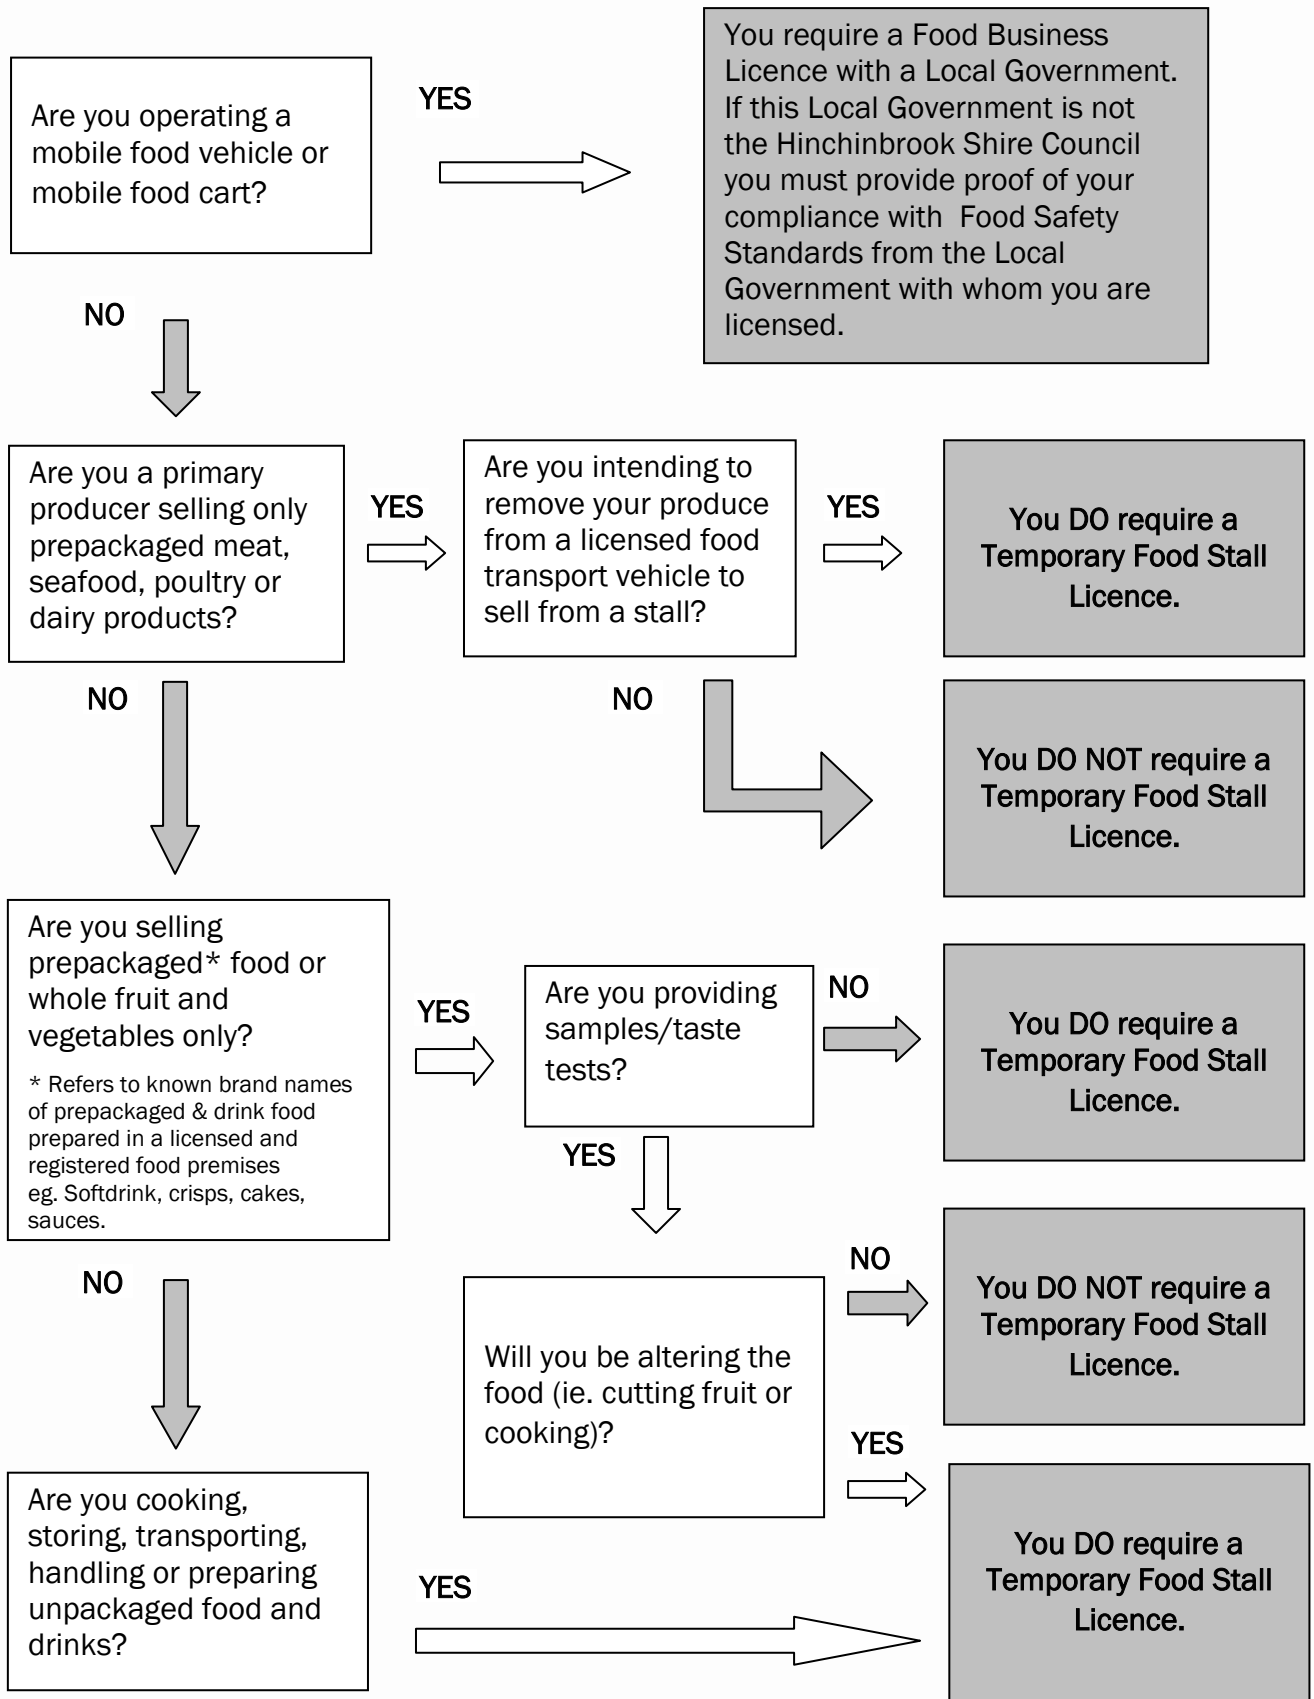 Are you operating a
mobile food vehicle or
mobile food cart?
YES
You require a Food Business
Licence with a Local Government.
If this Local Government is not
the Hinchinbrook Shire Council
you must provide proof of your
compliance with Food Safety
Standards from the Local
Government with whom you are
licensed.
NO
Are you a primary
producer selling only
prepackaged meat,
seafood, poultry or
dairy products?
YES
Are you intending to
remove your produce
from a licensed food
transport vehicle to
sell from a stall?
YES
You DO require a
Temporary Food Stall
Licence.
NO
NO
You DO NOT require a
Temporary Food Stall
Licence.
Are you selling
prepackaged* food or
whole fruit and
vegetables only?
* Refers to known brand names
of prepackaged & drink food
prepared in a licensed and
registered food premises
eg. Softdrink, crisps, cakes,
sauces.
YES
Are you providing
samples/taste
tests?
NO
You DO require a
Temporary Food Stall
Licence.
YES
NO
Will you be altering the
food (ie. cutting fruit or
cooking)?
NO
You DO NOT require a
Temporary Food Stall
Licence.
YES
You DO require a
Temporary Food Stall
Licence.
Are you cooking,
storing, transporting,
handling or preparing
unpackaged food and
drinks?
YES